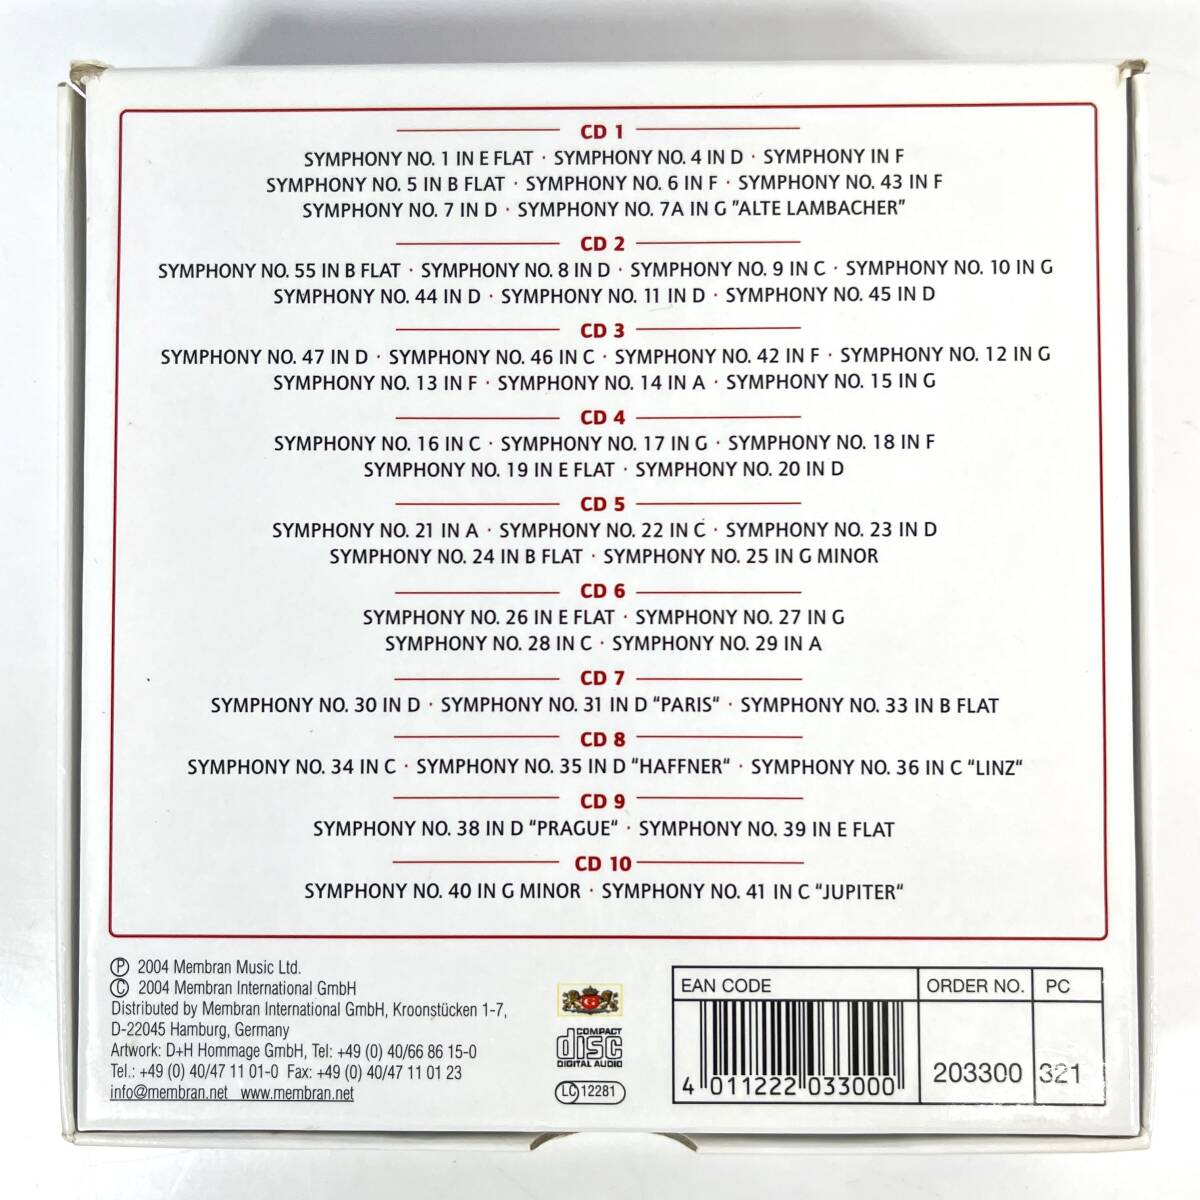 CD 1
SYMPHONY NO. 1 IN E FLAT · SYMPHONY NO. 4 IN D · SYMPHONY IN F
SYMPHONY NO. 5 IN B FLAT · SYMPHONY NO. 6 IN F · SYMPHONY NO. 43 IN F
SYMPHONY NO. 7 IN D · SYMPHONY NO. 7A IN G "ALTE LAMBACHER"
CD 2
SYMPHONY NO. 55 IN B FLAT · SYMPHONY NO. 8 IN D · SYMPHONY NO. 9 IN C · SYMPHONY NO. 10 IN G
SYMPHONY NO. 44 IN D · SYMPHONY NO. 11 IN D · SYMPHONY NO. 45 IN D
CD 3
SYMPHONY NO. 47 IN D · SYMPHONY NO. 46 IN C · SYMPHONY NO. 42 IN F · SYMPHONY NO. 12 IN G
SYMPHONY NO. 13 IN F · SYMPHONY NO. 14 IN A · SYMPHONY NO. 15 IN G
CD 4
SYMPHONY NO. 16 IN C · SYMPHONY NO. 17 IN G · SYMPHONY NO. 18 IN F
SYMPHONY NO. 19 IN E FLAT · SYMPHONY NO. 20 IN D
CD 5
SYMPHONY NO. 21 IN A · SYMPHONY NO. 22 IN C · SYMPHONY NO. 23 IN D
SYMPHONY NO. 24 IN B FLAT · SYMPHONY NO. 25 IN G MINOR
CD 6
SYMPHONY NO. 26 IN E FLAT · SYMPHONY NO. 27 IN G
SYMPHONY NO. 28 IN C · SYMPHONY NO. 29 IN A
CD 7
SYMPHONY NO. 30 IN D · SYMPHONY NO. 31 IN D “PARIS“ · SYMPHONY NO. 33 IN B FLAT
CD 8
SYMPHONY NO. 34 IN C · SYMPHONY NO. 35 IN D “HAFFNER“ · SYMPHONY NO. 36 IN C “LINZ“
CD 9
SYMPHONY NO. 38 IN D “PRAGUE“ · SYMPHONY NO. 39 IN E FLAT
CD 10
SYMPHONY NO. 40 IN G MINOR · SYMPHONY NO. 41 IN C “JUPITER“
℗ 2004 Membran Music Ltd.
© 2004 Membran International GmbH
Distributed by Membran International GmbH, Kroonstücken 1-7,
D-22045 Hamburg, Germany
Artwork: D+H Hommage GmbH, Tel: +49 (0) 40/66 86 15-0
Tel.: +49 (0) 40/47 11 01-0 Fax: +49 (0) 40/47 11 01 23
info@membran.net www.membran.net
COMPACT
disc
DIGITAL AUDIO
LC 12281
EAN CODE
4 011222 033000
ORDER NO.
203300
PC
321